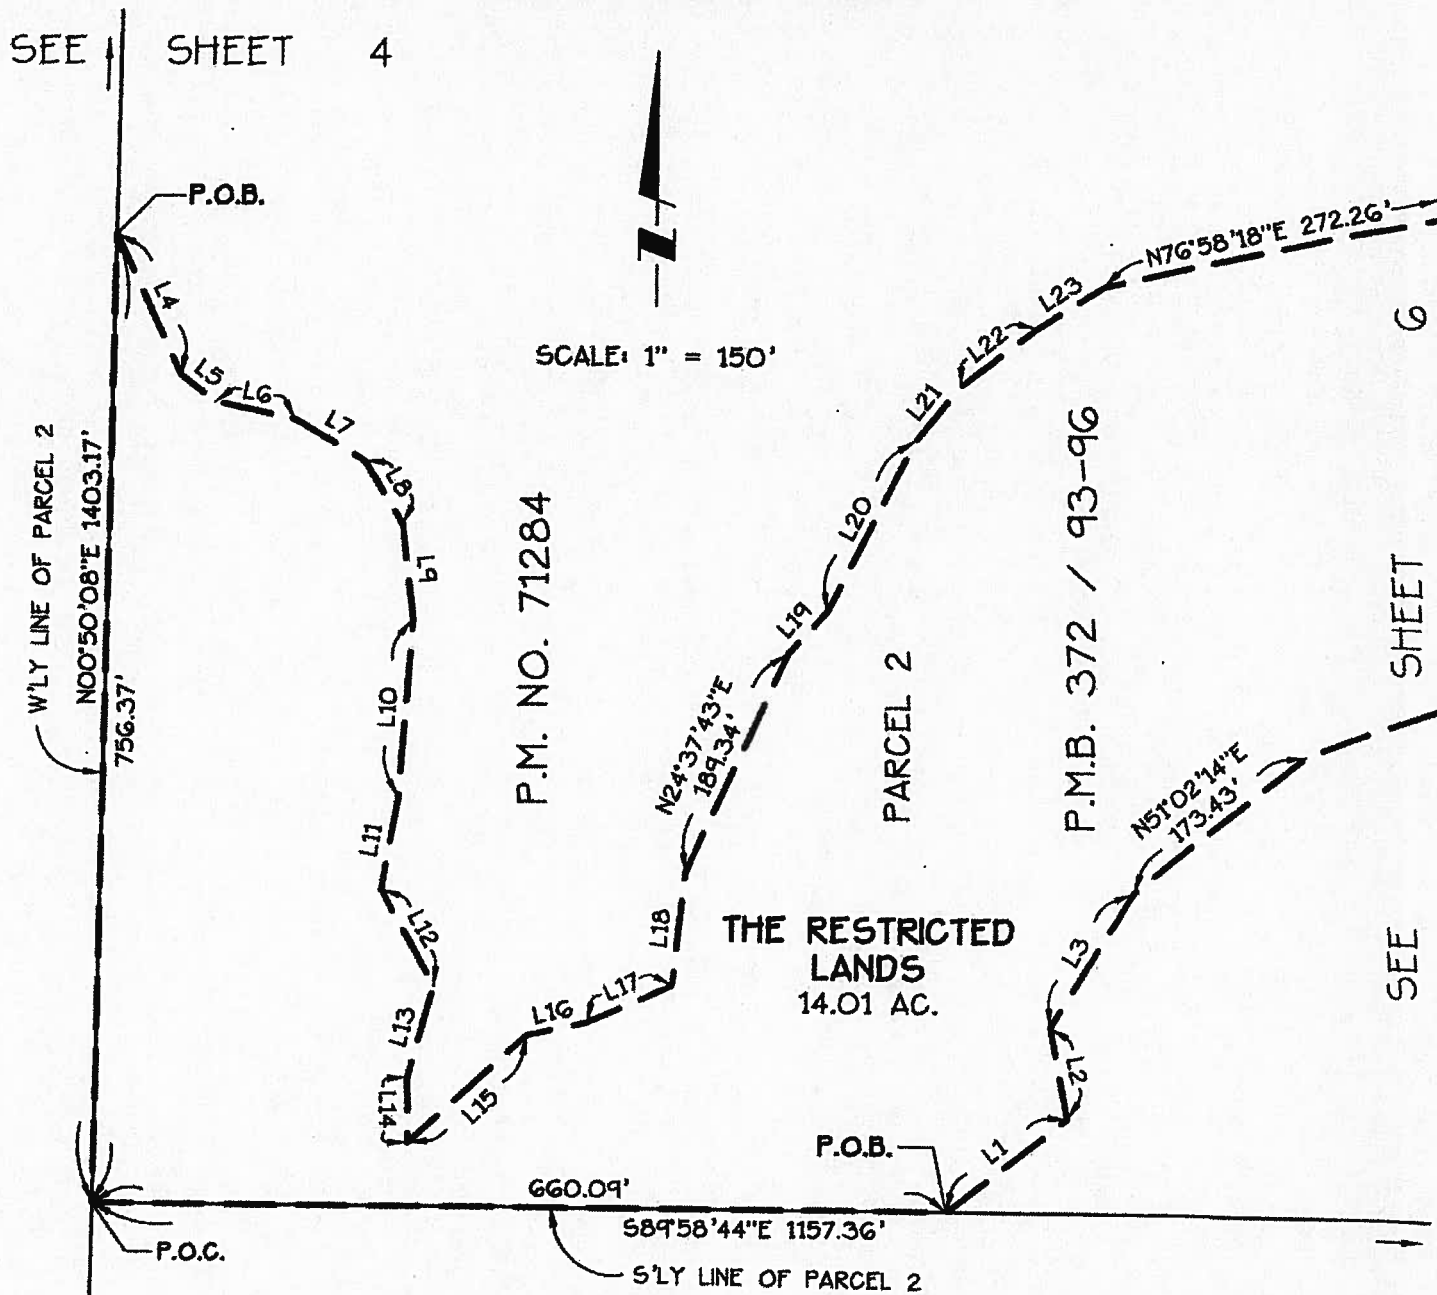 SEE SHEET 4
P.O.B.
L4
L5
L6
L7
L8
L9
L10
L11
L12
L13
L14
L15
L16
L17
L18
N24°37'43"E
189.34'
L19
L20
L21
L22
L23
N76°58'18"E 272.26'
N
SCALE: 1" = 150'
W'LY LINE OF PARCEL 2
N00°50'08"E 1403.17'
756.37'
P.M. NO. 71284
PARCEL 2
P.M.B. 372 / 93-96
SEE SHEET 6
N51°02'14"E
173.43'
THE RESTRICTED
LANDS
14.01 AC.
L3
L2
L1
P.O.B.
660.09'
S89°58'44"E 1157.36'
P.O.C.
S'LY LINE OF PARCEL 2